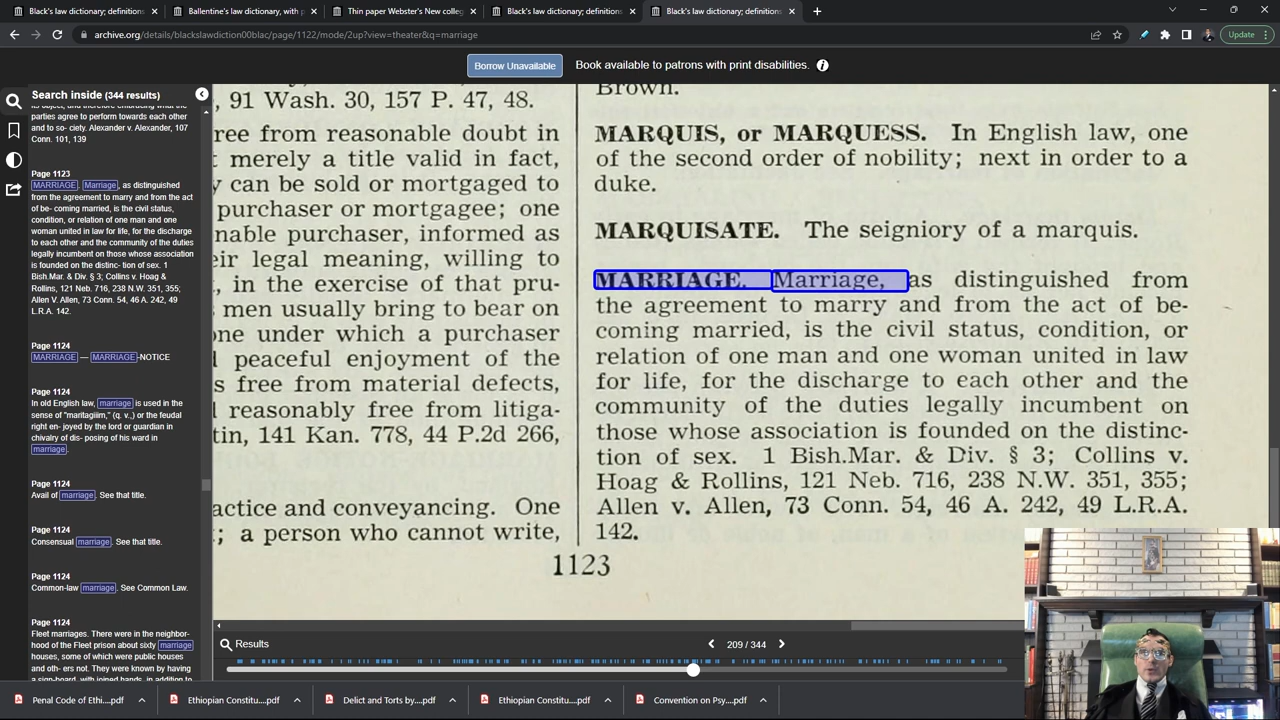 Black's law dictionary; definitions
Ballentine's law dictionary, with p
Thin paper Webster's New colleg
Black's law dictionary; definitions
Black's law dictionary; definitions
archive.org/details/blackslawdiction00blac/page/1122/mode/2up?view=theater&q=marriage
Update
Borrow Unavailable
Book available to patrons with print disabilities.
Search inside (344 results)
its object, and therefore embracing what the
parties agree to perform towards each other
and to so- ciety. Alexander v. Alexander, 107
Conn. 101, 139
Page 1123
MARRIAGE. Marriage, as distinguished
from the agreement to marry and from the act
of be- coming married, is the civil status,
condition, or relation of one man and one
woman united in law for life, for the discharge
to each other and the community of the duties
legally incumbent on those whose association
is founded on the distinc- tion of sex. 1
Bish.Mar. & Div. § 3; Collins v. Hoag &
Rollins, 121 Neb. 716, 238 N.W. 351, 355;
Allen V. Allen, 73 Conn. 54, 46 A. 242, 49
L.R.A. 142.
Page 1124
MARRIAGE — MARRIAGE-NOTICE
Page 1124
In old English law, marriage is used in the
sense of "maritagiim," (q. v.,) or the feudal
right en- joyed by the lord or guardian in
chivalry of dis- posing of his ward in
marriage.
Page 1124
Avail of marriage. See that title.
Page 1124
Consensual marriage. See that title.
Page 1124
Common-law marriage. See Common Law.
Page 1124
Fleet marriages. There were in the neighbor-
hood of the Fleet prison about sixty marriage
houses, some of which were public houses
and oth- ers not. They were known by having
a sign-board, with joined hands, in addition to
, 91 Wash. 30, 157 P. 47, 48.
ree from reasonable doubt in
merely a title valid in fact,
y can be sold or mortgaged to
purchaser or mortgagee; one
nable purchaser, informed as
eir legal meaning, willing to
, in the exercise of that pru-
men usually bring to bear on
one under which a purchaser
peaceful enjoyment of the
s free from material defects,
reasonably free from litiga-
tin, 141 Kan. 778, 44 P.2d 266,
actice and conveyancing. One
; a person who cannot write,
Brown.
MARQUIS, or MARQUESS. In English law, one
of the second order of nobility; next in order to a
duke.
MARQUISATE. The seigniory of a marquis.
MARRIAGE. Marriage, as distinguished from
the agreement to marry and from the act of be-
coming married, is the civil status, condition, or
relation of one man and one woman united in law
for life, for the discharge to each other and the
community of the duties legally incumbent on
those whose association is founded on the distinc-
tion of sex. 1 Bish.Mar. & Div. § 3; Collins v.
Hoag & Rollins, 121 Neb. 716, 238 N.W. 351, 355;
Allen v. Allen, 73 Conn. 54, 46 A. 242, 49 L.R.A.
142.
1123
Results
209 / 344
Penal Code of Ethi....pdf
Ethiopian Constitu....pdf
Delict and Torts by....pdf
Ethiopian Constitu....pdf
Convention on Psy....pdf